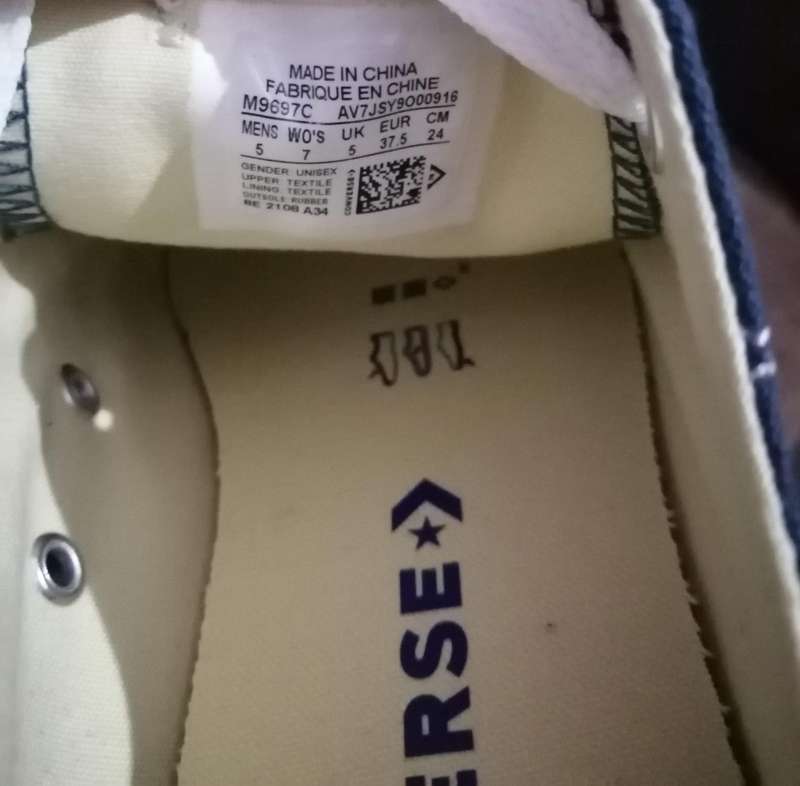 MADE IN CHINA
FABRIQUE EN CHINE
M9697C AV7JSY9O00916
MENS WO'S UK EUR CM
5 7 5 37.5 24
GENDER UNISEX
UPPER TEXTILE
LINING TEXTILE
OUTSOLE RUBBER
BE 2108 A34
CONVERSE
ERSE